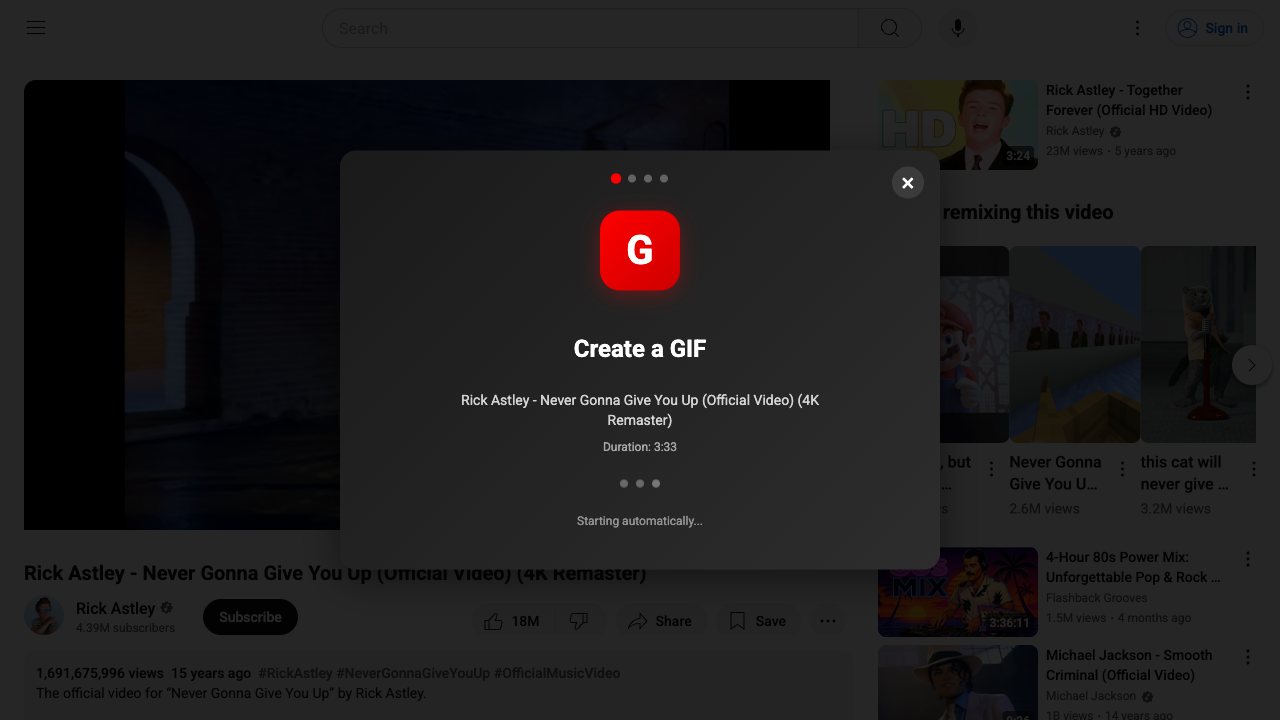 Search
Sign in
Rick Astley - Together
Forever (Official HD Video)
Rick Astley
23M views • 5 years ago
HD
3:24
remixing this video
G
Create a GIF
Rick Astley - Never Gonna Give You Up (Official Video) (4K
Remaster)
Duration: 3:33
Starting automatically...
, but
...
Never Gonna
Give You U...
2.6M views
this cat will
never give ...
3.2M views
Rick Astley - Never Gonna Give You Up (Official Video) (4K Remaster)
Rick Astley
4.39M subscribers
Subscribe
18M
Share
Save
1,691,675,996 views 15 years ago #RickAstley #NeverGonnaGiveYouUp #OfficialMusicVideo
The official video for “Never Gonna Give You Up” by Rick Astley.
4-Hour 80s Power Mix:
Unforgettable Pop & Rock ...
Flashback Grooves
1.5M views • 4 months ago
MIX
3:36:11
Michael Jackson - Smooth
Criminal (Official Video)
Michael Jackson
1B views • 14 years ago